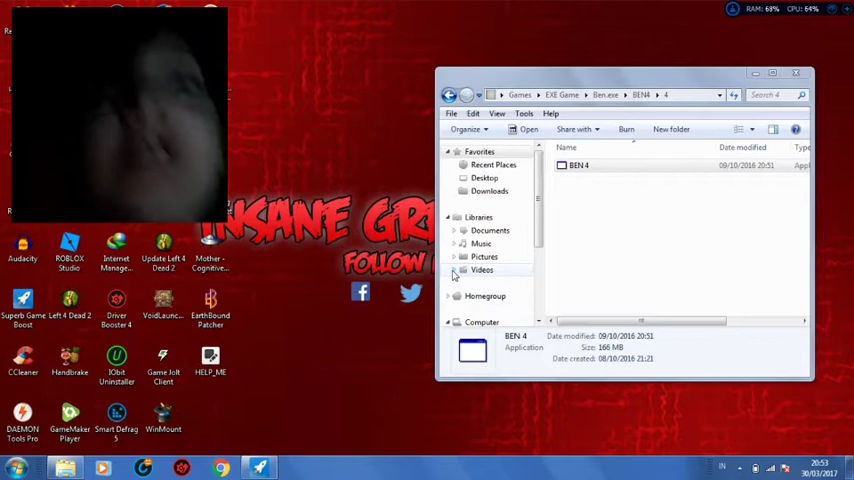 RAM: 68% CPU: 64%
Games EXE Game Ben.exe BEN4 4
Search 4
File Edit View Tools Help
Organize Open Share with Burn New folder
Name Date modified
BEN 4 09/10/2016 20:51
Favorites
Recent Places
Desktop
Downloads
Libraries
Documents
Music
Pictures
Videos
Homegroup
Computer
BEN 4 Date modified: 09/10/2016 20:51
Application Size: 166 MB
Date created: 08/10/2016 21:21
INSANE
FOLLOW
Audacity
ROBLOX Studio
Internet Manage...
Update Left 4 Dead 2
Mother - Cognitive...
Superb Game Boost
Left 4 Dead 2
Driver Booster 4
VoidLaunc...
EarthBound Patcher
CCleaner
Handbrake
IObit Uninstaller
Game Jolt Client
HELP_ME
DAEMON Tools Pro
GameMaker Player
Smart Defrag 5
WinMount
IN
20:53
30/03/2017